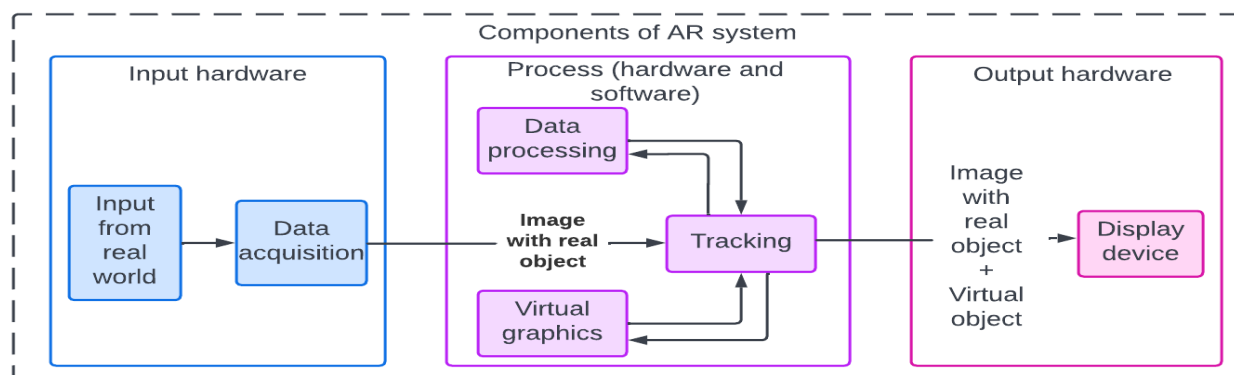 Components of AR system
Input hardware
Input
from
real
world
Data
acquisition
Process (hardware and
software)
Data
processing
Image
with real
object
Tracking
Virtual
graphics
Output hardware
Image
with
real
object
+
Virtual
object
Display
device